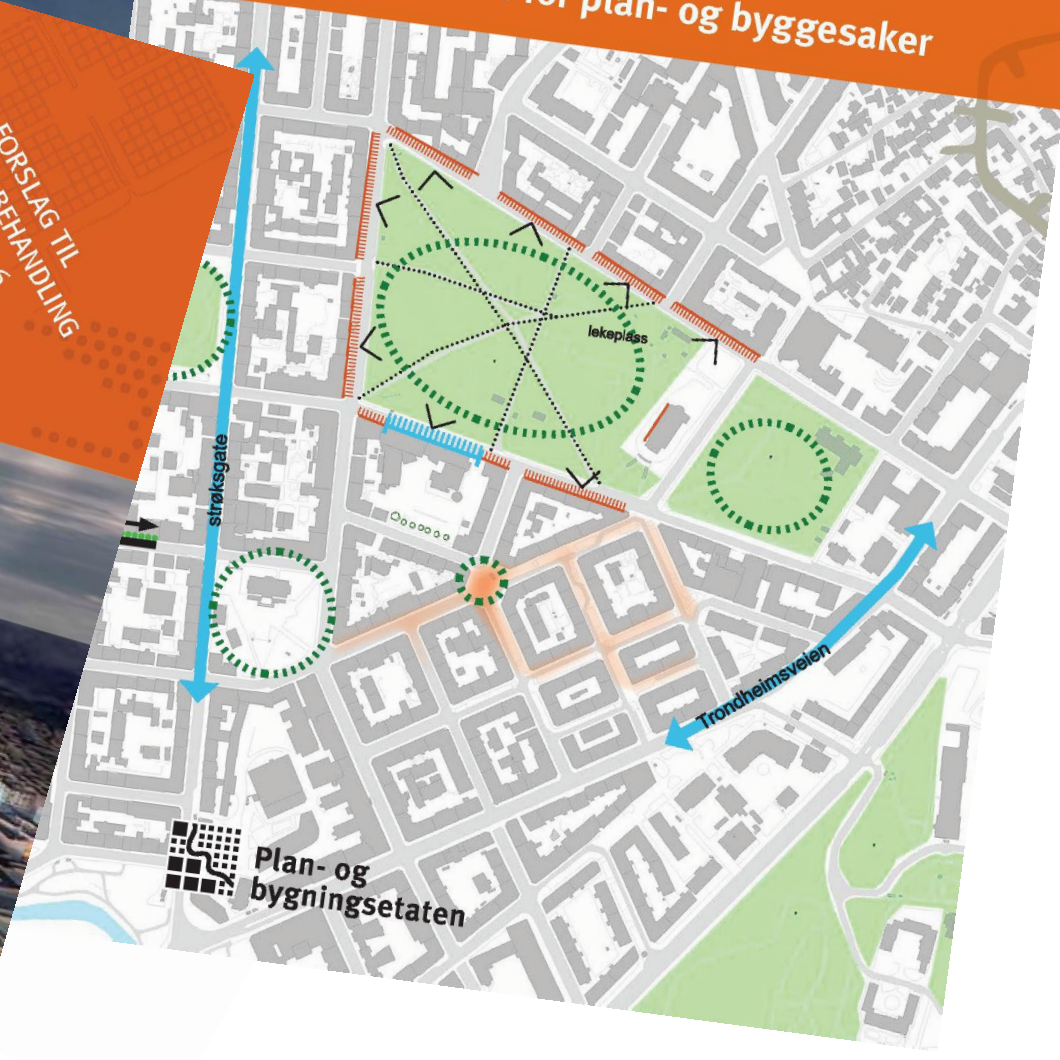 for plan- og byggesaker
FORSLAG TIL
BEHANDLING
lekeplass
strøksgate
Trondheimsveien
Plan- og
bygningsetaten